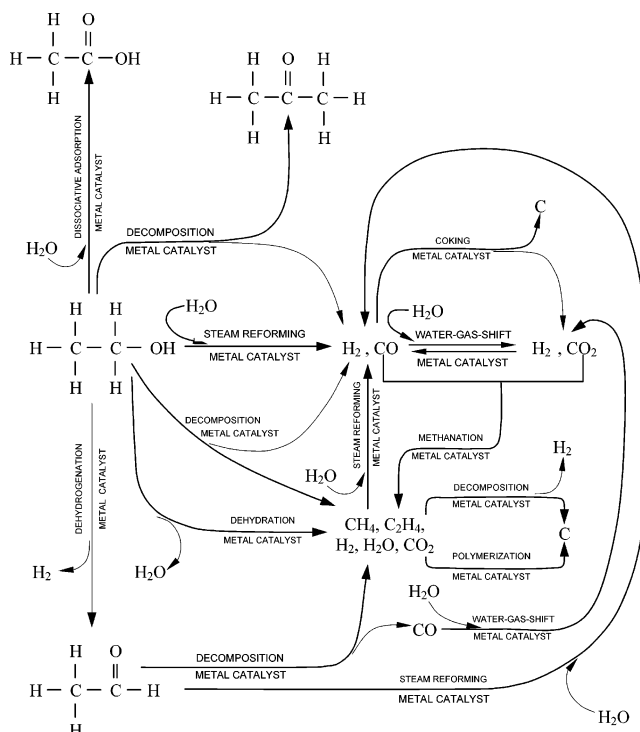 O
H
H C C OH
H
O
H H
H C C C H
H H
DISSOCIATIVE ADSORPTION
METAL CATALYST
H₂O
DECOMPOSITION
METAL CATALYST
C
COKING
METAL CATALYST
H H
H C C OH
H H
H₂O
STEAM REFORMING
METAL CATALYST
H₂ , CO
H₂O
WATER-GAS-SHIFT
METAL CATALYST
H₂ , CO₂
DECOMPOSITION
METAL CATALYST
STEAM REFORMING
METAL CATALYST
H₂O
METHANATION
METAL CATALYST
DEHYDROGENATION
METAL CATALYST
H₂
DEHYDRATION
METAL CATALYST
H₂O
CH₄, C₂H₄,
H₂, H₂O, CO₂
DECOMPOSITION
METAL CATALYST
H₂
C
POLYMERIZATION
METAL CATALYST
H₂O
CO
WATER-GAS-SHIFT
METAL CATALYST
H O
H C C H
H
DECOMPOSITION
METAL CATALYST
STEAM REFORMING
METAL CATALYST
H₂O